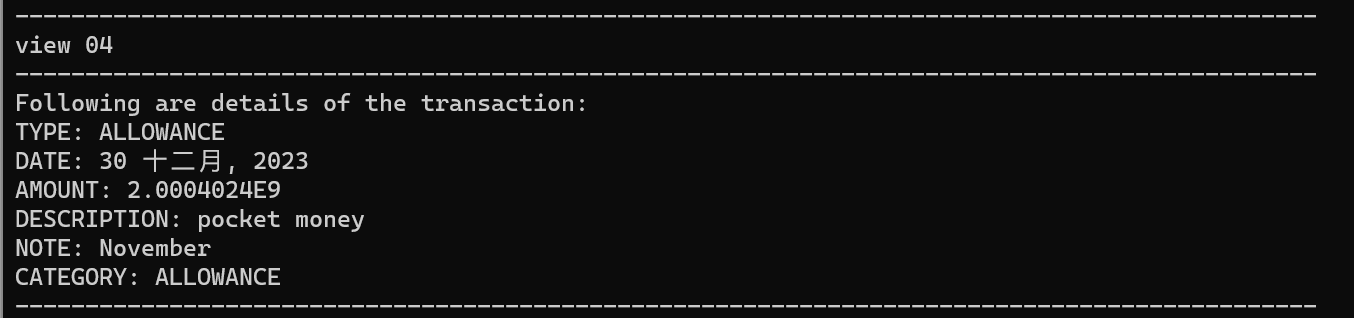 view 04
Following are details of the transaction:
TYPE: ALLOWANCE
DATE: 30 十二月, 2023
AMOUNT: 2.0004024E9
DESCRIPTION: pocket money
NOTE: November
CATEGORY: ALLOWANCE